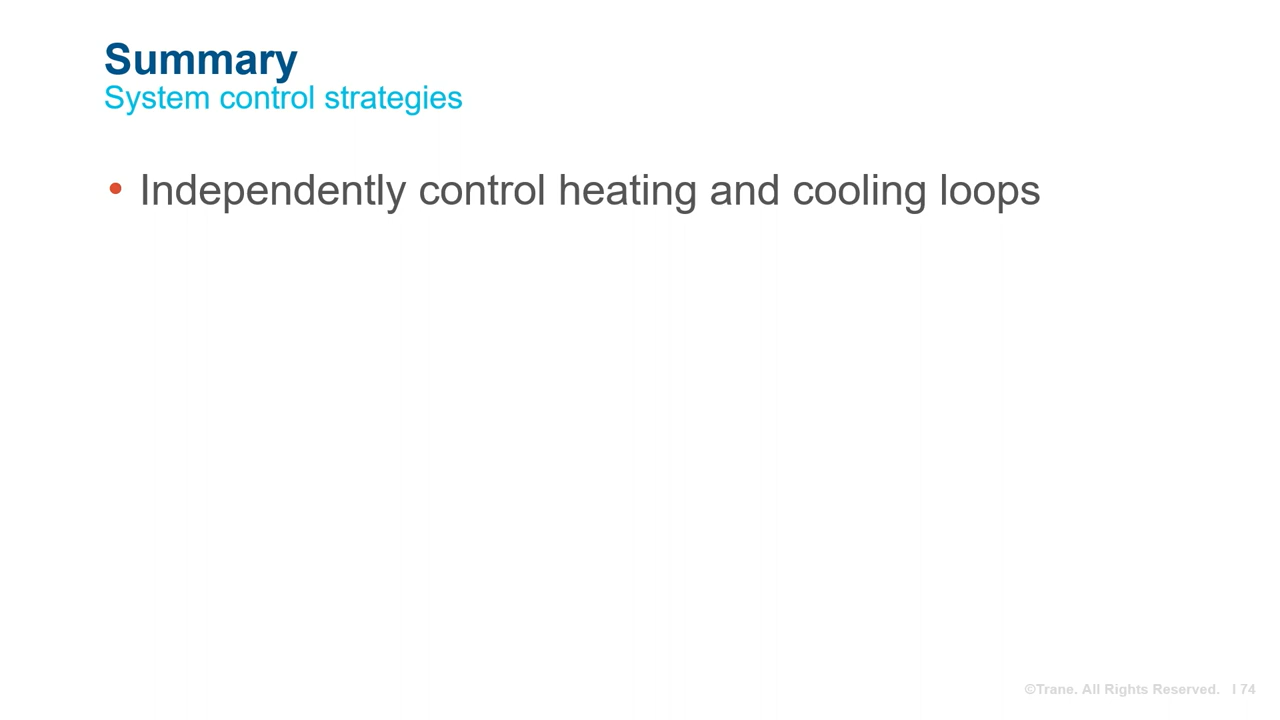 Summary
System control strategies
• Independently control heating and cooling loops
©Trane. All Rights Reserved. I 74